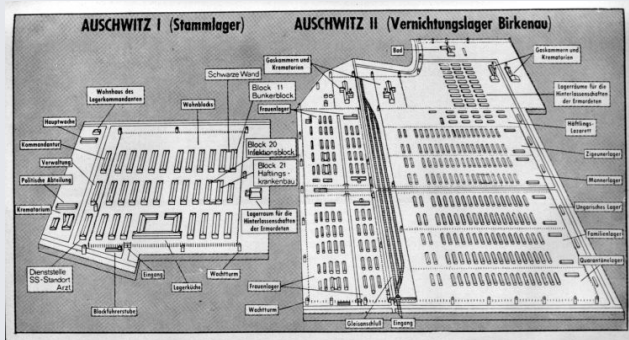 AUSCHWITZ I (Stammlager)
AUSCHWITZ II (Vernichtungslager Birkenau)
Wohnhaus des
Lagerkommandanten
Hauptwache
Kommandantur
Verwaltung
Politische Abteilung
Krematorium
Dienststelle
SS-Standort
Arzt
Blockführerstube
Eingang
Lagerküche
Wachtturm
Wohnblocks
Schwarze Wand
Block 11
Bunkerblock
Block 20
Infektionsblock
Block 21
Häftlings-
krankenbau
Lagerraum für die
Hinterlassenschaften
der Ermordeten
Gaskammern und
Krematorien
Frauenlager
Bad
Gaskammern und
Krematorien
Lagerräume für die
Hinterlassenschaften
der Ermordeten
Häftlings-
Lazarett
Zigeunerlager
Männerlager
Ungarisches Lager
Familienlager
Quarantänelager
Frauenlager
Wachtturm
Gleisanschluß
Eingang